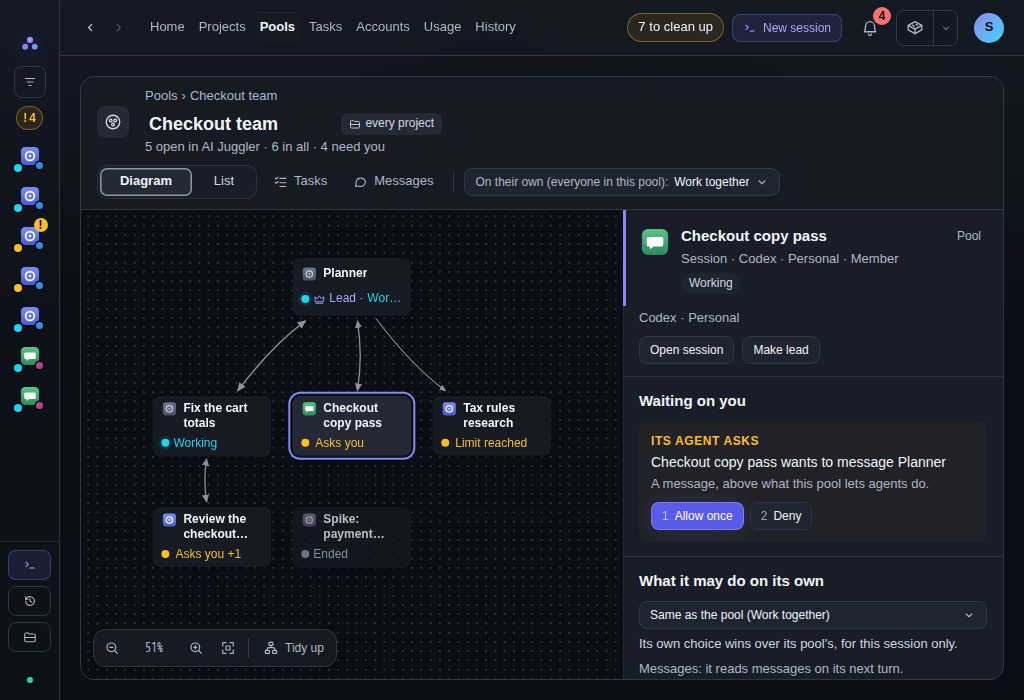 Home Projects Pools Tasks Accounts Usage History
7 to clean up
New session
4
S
!4
!
Pools › Checkout team
Checkout team
every project
5 open in AI Juggler · 6 in all · 4 need you
Diagram
List
Tasks
Messages
On their own (everyone in this pool): Work together
Planner
Lead · Wor…
Fix the cart
totals
Working
Checkout
copy pass
Asks you
Tax rules
research
Limit reached
Review the
checkout…
Asks you +1
Spike:
payment…
Ended
51%
Tidy up
Checkout copy pass
Pool
Session · Codex · Personal · Member
Working
Codex · Personal
Open session
Make lead
Waiting on you
ITS AGENT ASKS
Checkout copy pass wants to message Planner
A message, above what this pool lets agents do.
1 Allow once
2 Deny
What it may do on its own
Same as the pool (Work together)
Its own choice wins over its pool's, for this session only.
Messages: it reads messages on its next turn.